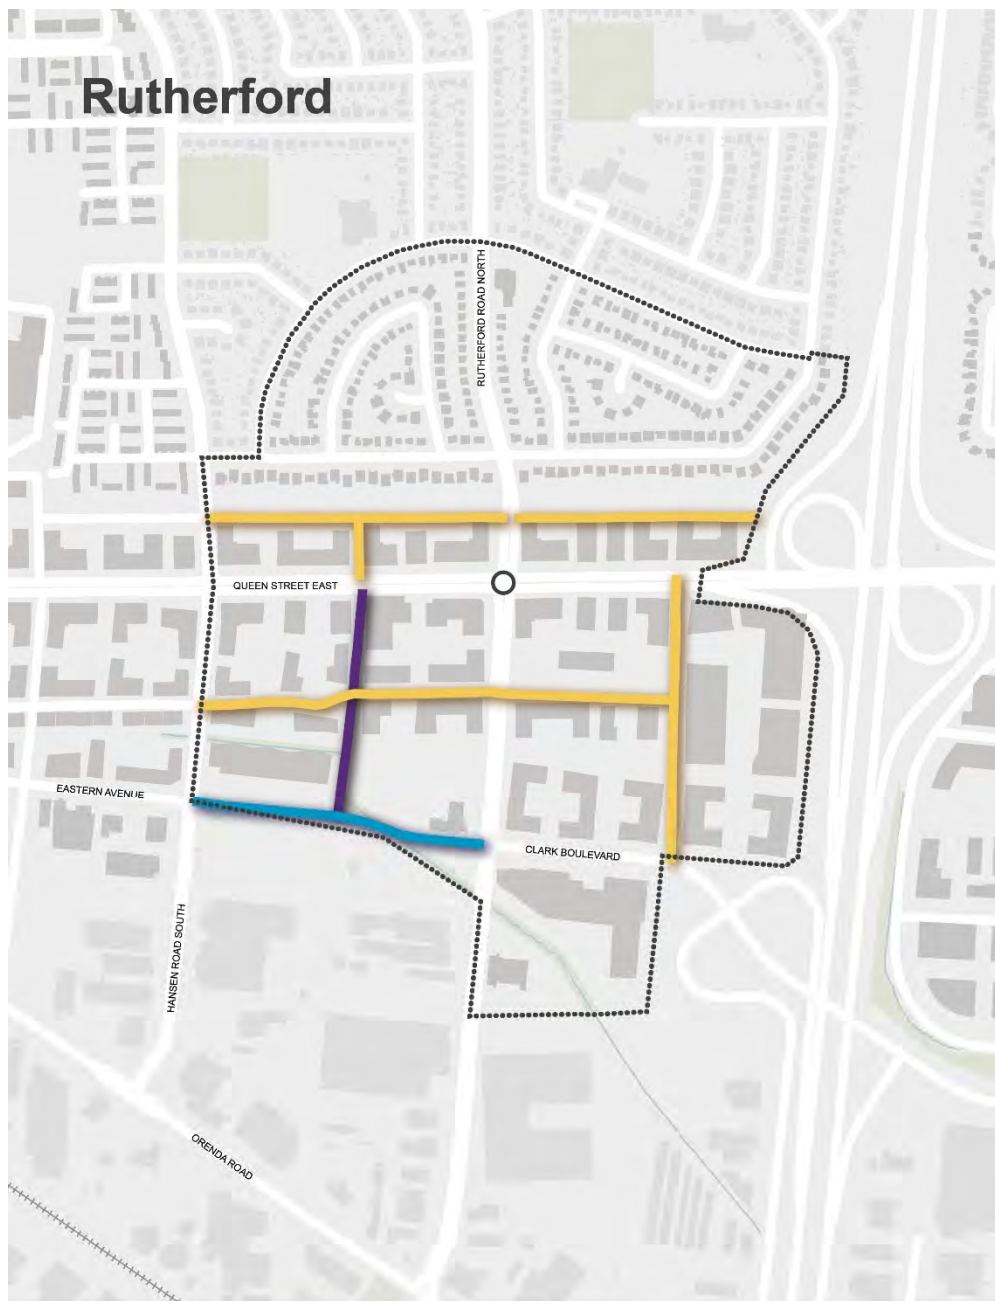 Rutherford
RUTHERFORD ROAD NORTH
QUEEN STREET EAST
EASTERN AVENUE
CLARK BOULEVARD
HANSEN ROAD SOUTH
ORENDA ROAD